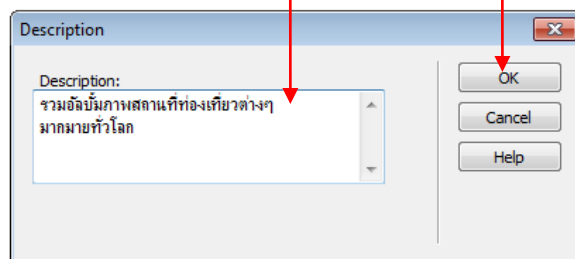 Description
Description:
รวมอัลบั้มภาพสถานที่ท่องเที่ยวต่างๆ
มากมายทั่วโลก
OK
Cancel
Help